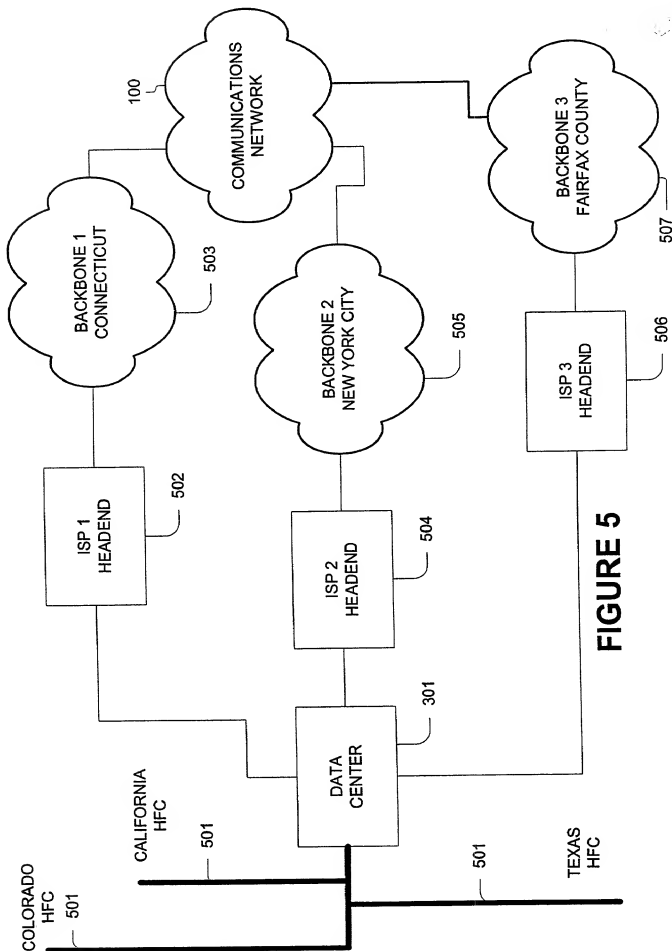 COLORADO
HFC
501
CALIFORNIA
HFC
501
501
TEXAS
HFC
DATA
CENTER
301
ISP 1
HEADEND
502
ISP 2
HEADEND
504
ISP 3
HEADEND
506
BACKBONE 1
CONNECTICUT
503
BACKBONE 2
NEW YORK CITY
505
BACKBONE 3
FAIRFAX COUNTY
507
100
COMMUNICATIONS
NETWORK
FIGURE 5